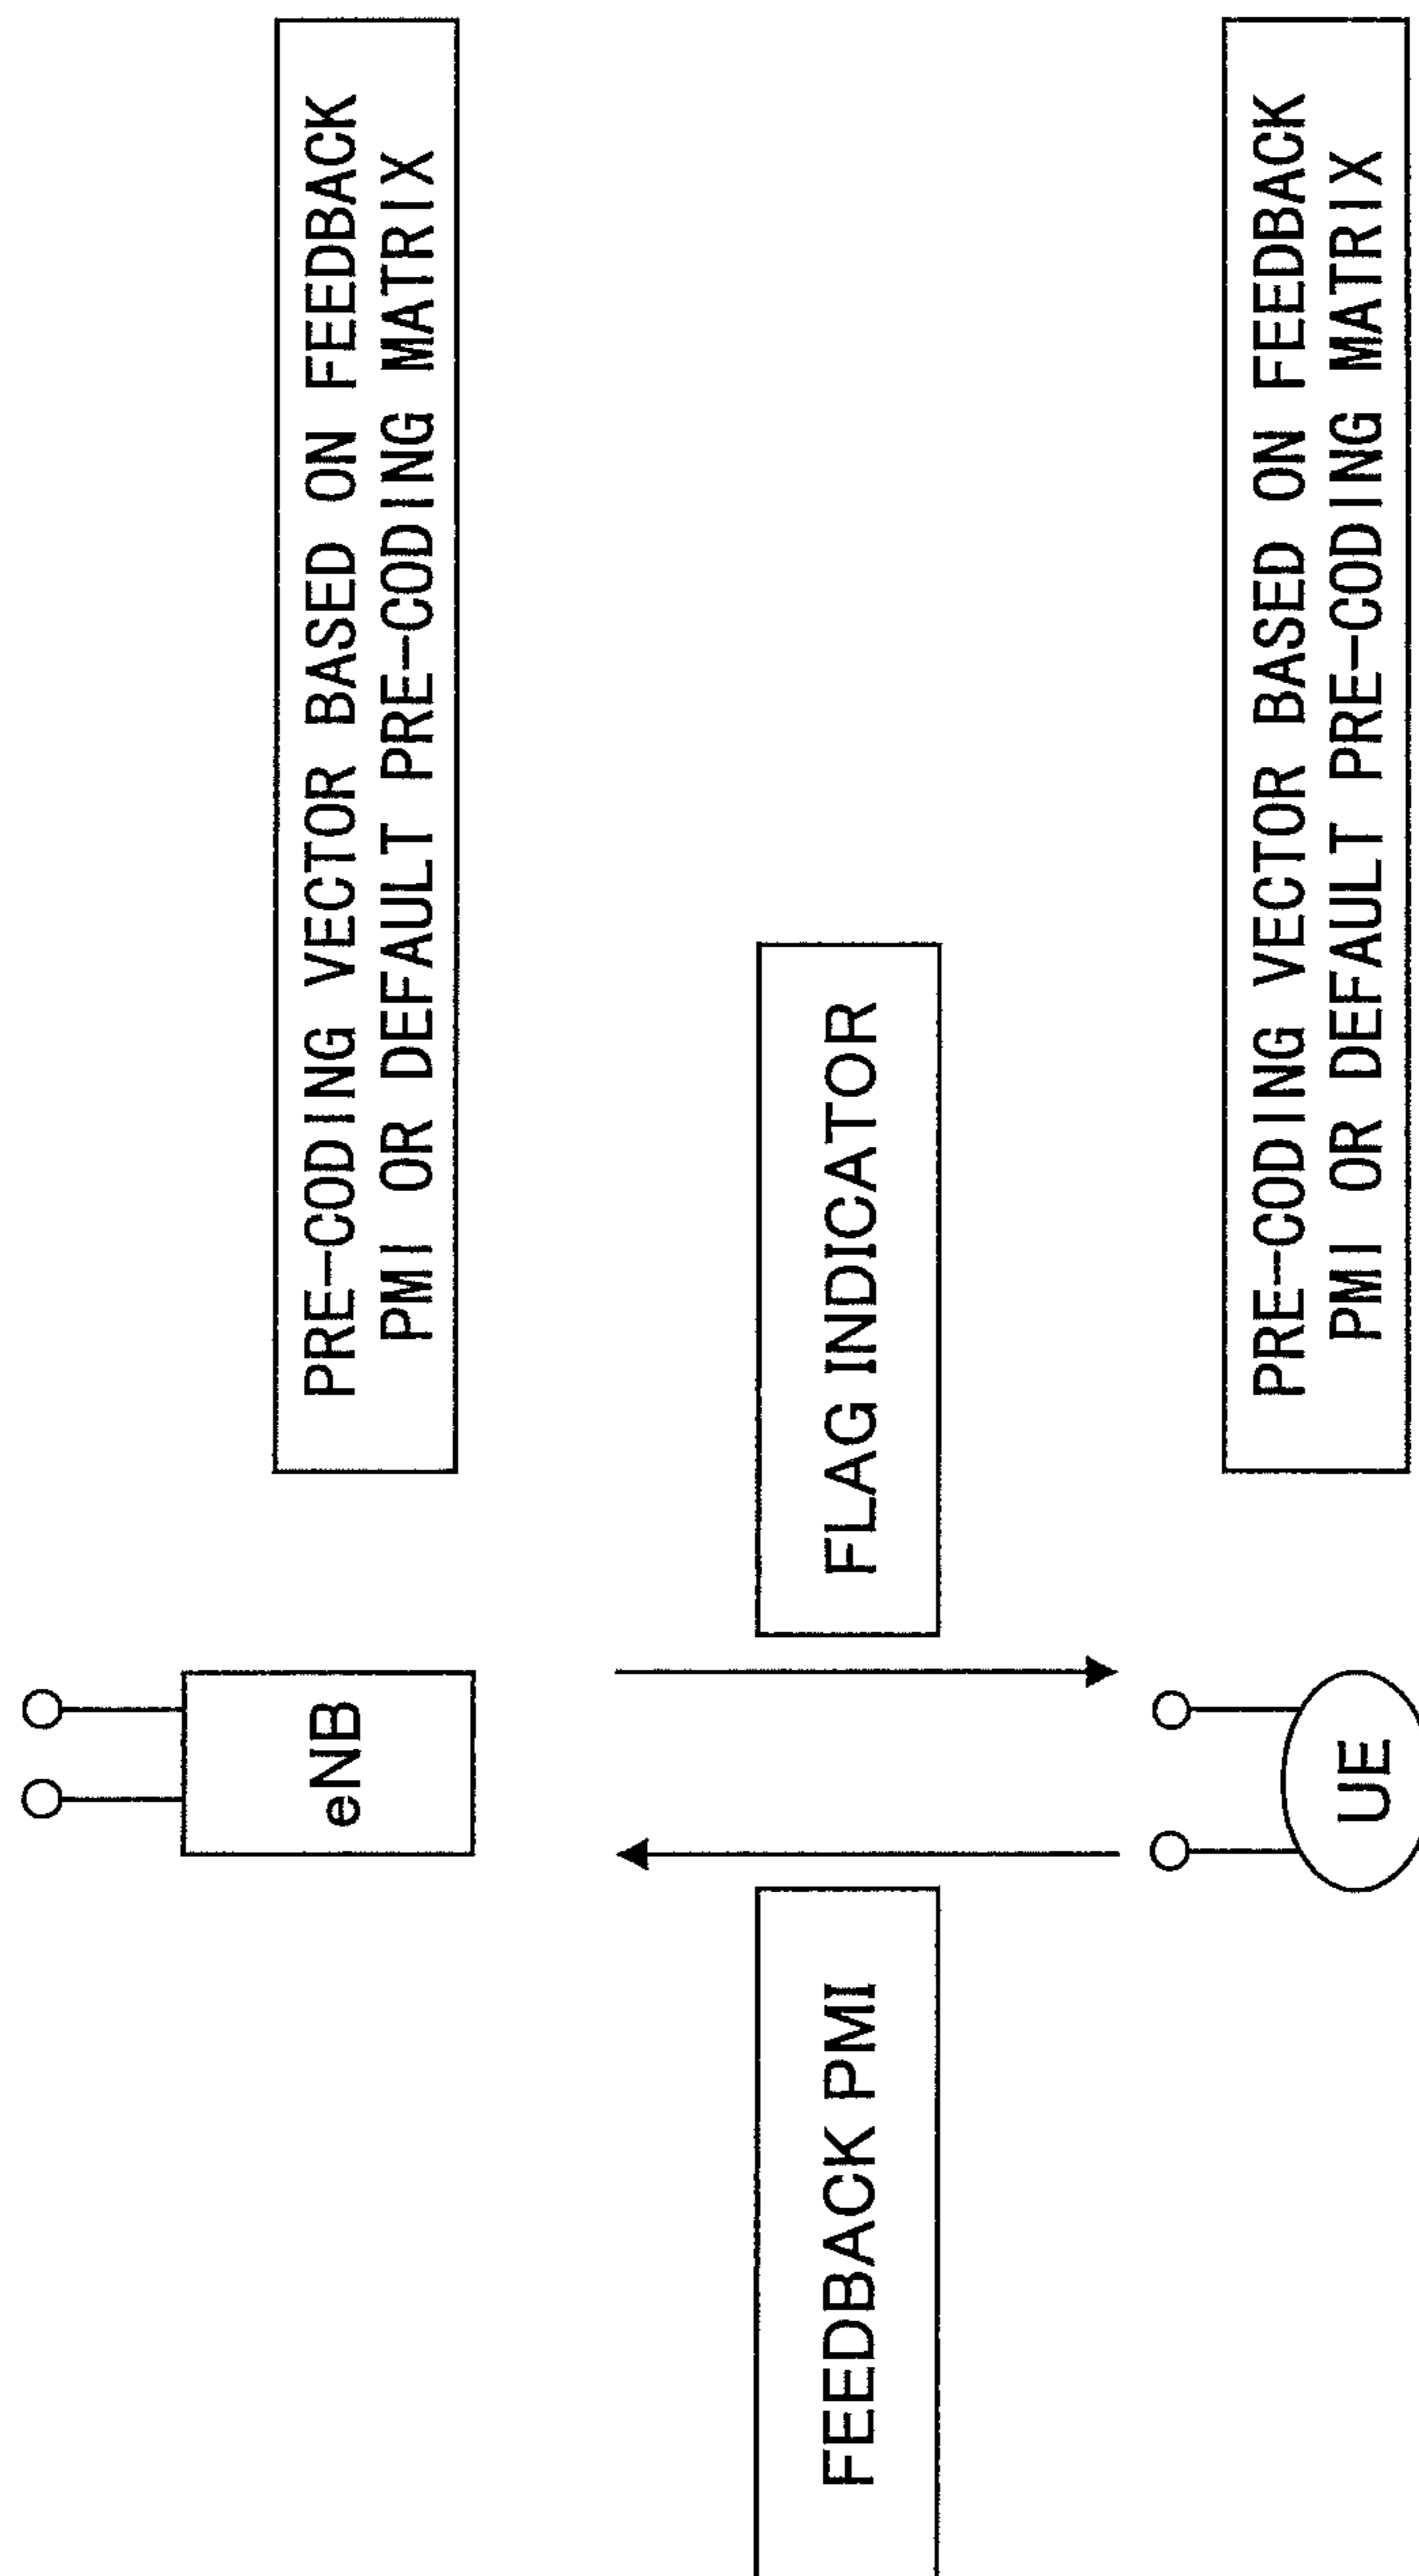 PRE-CODING VECTOR BASED ON FEEDBACK
PMI OR DEFAULT PRE-CODING MATRIX
eNB
FLAG INDICATOR
FEEDBACK PMI
UE
PRE-CODING VECTOR BASED ON FEEDBACK
PMI OR DEFAULT PRE-CODING MATRIX